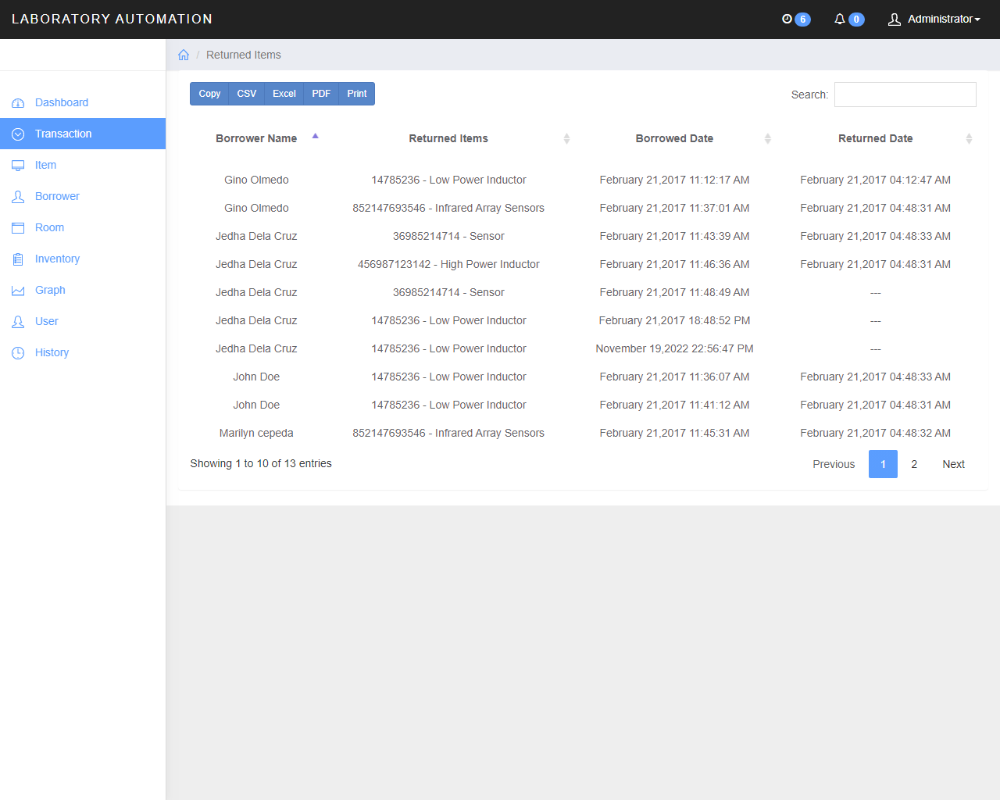 LABORATORY AUTOMATION 6 0 Administrator
/ Returned Items
Dashboard
Transaction
Item
Borrower
Room
Inventory
Graph
User
History
Copy CSV Excel PDF Print Search:
Borrower Name Returned Items Borrowed Date Returned Date
Gino Olmedo 14785236 - Low Power Inductor February 21,2017 11:12:17 AM February 21,2017 04:12:47 AM
Gino Olmedo 852147693546 - Infrared Array Sensors February 21,2017 11:37:01 AM February 21,2017 04:48:31 AM
Jedha Dela Cruz 36985214714 - Sensor February 21,2017 11:43:39 AM February 21,2017 04:48:33 AM
Jedha Dela Cruz 456987123142 - High Power Inductor February 21,2017 11:46:36 AM February 21,2017 04:48:31 AM
Jedha Dela Cruz 36985214714 - Sensor February 21,2017 11:48:49 AM ---
Jedha Dela Cruz 14785236 - Low Power Inductor February 21,2017 18:48:52 PM ---
Jedha Dela Cruz 14785236 - Low Power Inductor November 19,2022 22:56:47 PM ---
John Doe 14785236 - Low Power Inductor February 21,2017 11:36:07 AM February 21,2017 04:48:33 AM
John Doe 14785236 - Low Power Inductor February 21,2017 11:41:12 AM February 21,2017 04:48:31 AM
Marilyn cepeda 852147693546 - Infrared Array Sensors February 21,2017 11:45:31 AM February 21,2017 04:48:32 AM
Showing 1 to 10 of 13 entries Previous 1 2 Next